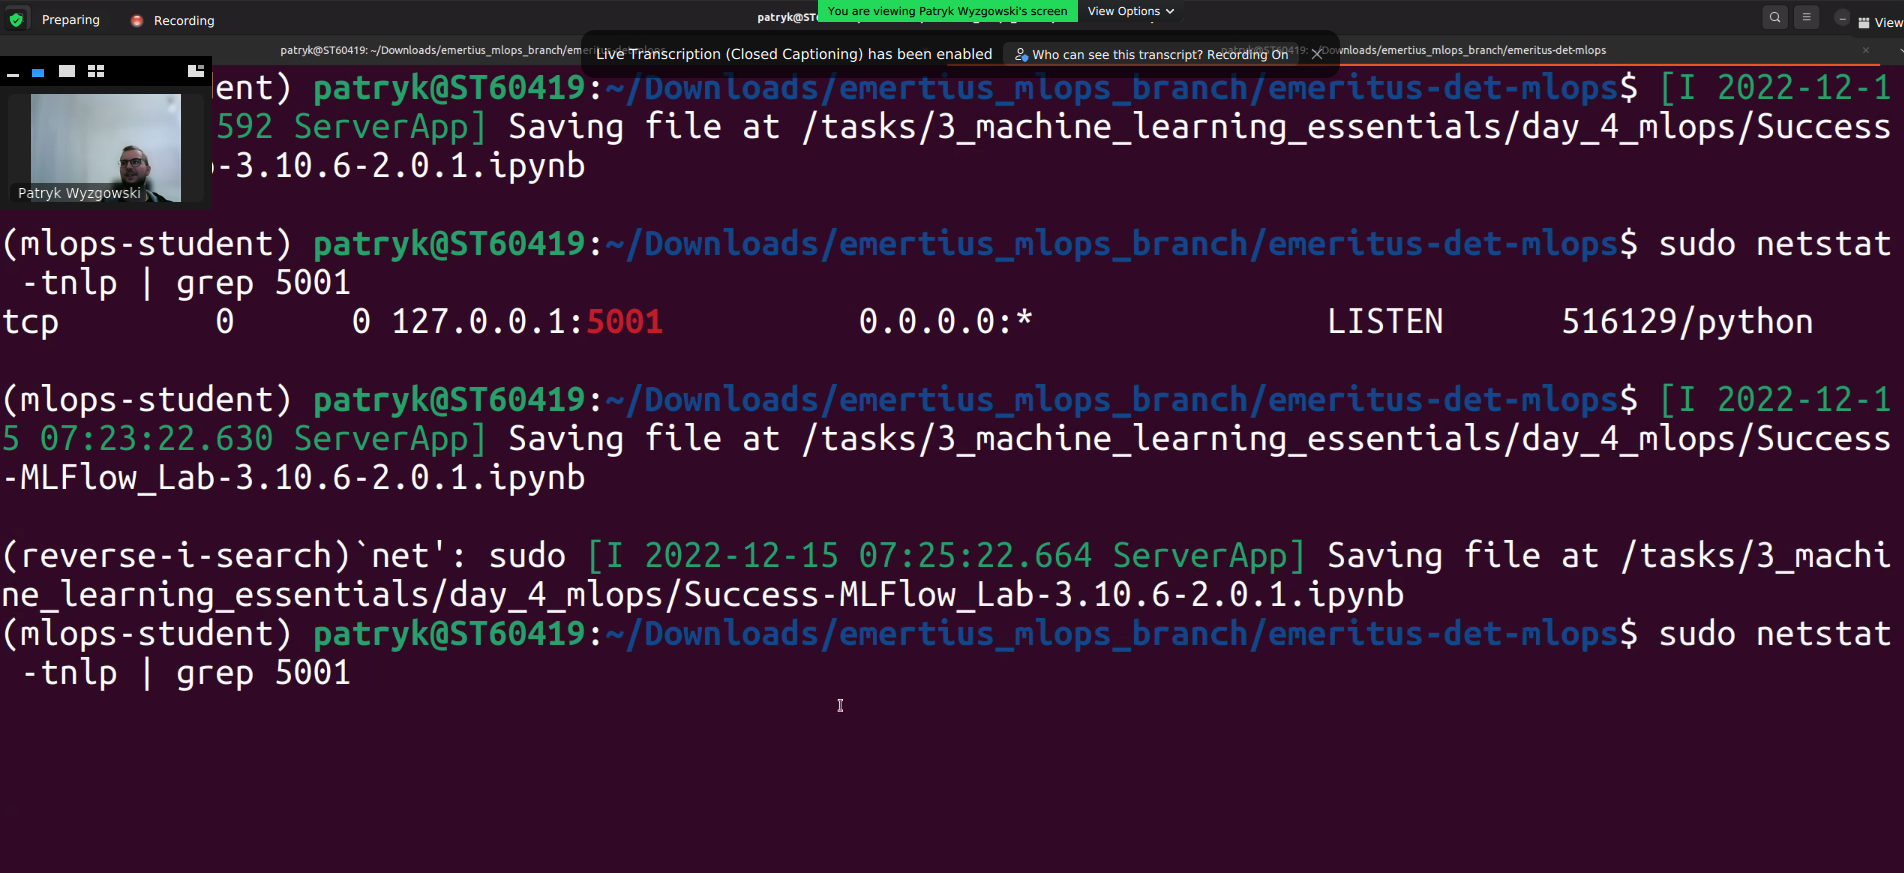 Preparing
Recording
patryk@ST
You are viewing Patryk Wyzgowski's screen
View Options
View
patryk@ST60419: ~/Downloads/emertius_mlops_branch/emeritus-det-mlops
Live Transcription (Closed Captioning) has been enabled
Who can see this transcript? Recording On
Downloads/emertius_mlops_branch/emeritus-det-mlops
Patryk Wyzgowski
ent) patryk@ST60419:~/Downloads/emertius_mlops_branch/emeritus-det-mlops$ [I 2022-12-1
592 ServerApp] Saving file at /tasks/3_machine_learning_essentials/day_4_mlops/Success
-3.10.6-2.0.1.ipynb
(mlops-student) patryk@ST60419:~/Downloads/emertius_mlops_branch/emeritus-det-mlops$ sudo netstat
-tnlp | grep 5001
tcp 0 0 127.0.0.1:5001 0.0.0.0:* LISTEN 516129/python
(mlops-student) patryk@ST60419:~/Downloads/emertius_mlops_branch/emeritus-det-mlops$ [I 2022-12-1
5 07:23:22.630 ServerApp] Saving file at /tasks/3_machine_learning_essentials/day_4_mlops/Success
-MLFlow_Lab-3.10.6-2.0.1.ipynb
(reverse-i-search)`net': sudo [I 2022-12-15 07:25:22.664 ServerApp] Saving file at /tasks/3_machi
ne_learning_essentials/day_4_mlops/Success-MLFlow_Lab-3.10.6-2.0.1.ipynb
(mlops-student) patryk@ST60419:~/Downloads/emertius_mlops_branch/emeritus-det-mlops$ sudo netstat
-tnlp | grep 5001